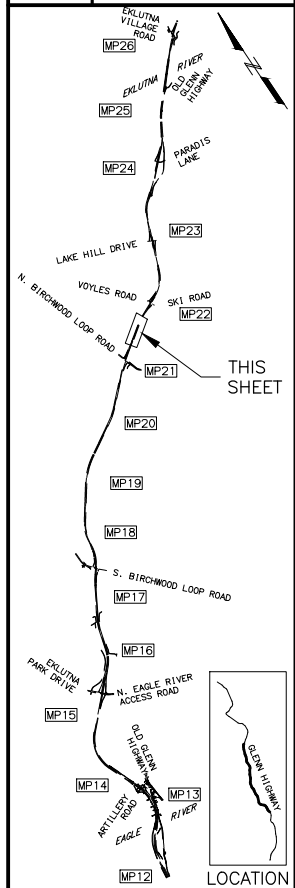 EKLUTNA
VILLAGE
ROAD
MP26
EKLUTNA RIVER
OLD
GLENN
HIGHWAY
MP25
PARADIS
LANE
MP24
MP23
LAKE HILL DRIVE
VOYLES ROAD
SKI ROAD
MP22
N. BIRCHWOOD LOOP ROAD
THIS
SHEET
MP21
MP20
MP19
MP18
S. BIRCHWOOD LOOP ROAD
MP17
MP16
EKLUTNA
PARK DRIVE
N. EAGLE RIVER
ACCESS ROAD
MP15
OLD GLENN
HIGHWAY
MP14
MP13
ARTILLERY
ROAD
EAGLE RIVER
MP12
GLENN HIGHWAY
LOCATION
N